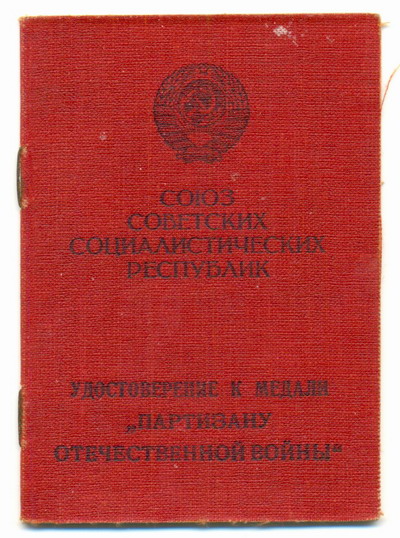 СОЮЗ
СОВЕТСКИХ
СОЦИАЛИСТИЧЕСКИХ
РЕСПУБЛИК
УДОСТОВЕРЕНИЕ К МЕДАЛИ
„ПАРТИЗАНУ
ОТЕЧЕСТВЕННОЙ ВОЙНЫ“